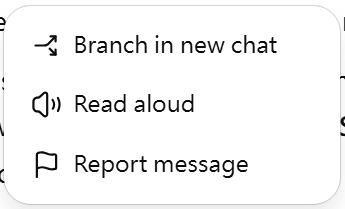 Branch in new chat
Read aloud
Report message